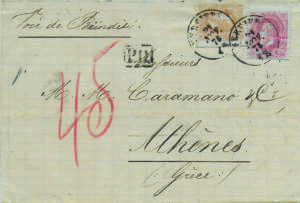 Voie de Brindisi
P.D.
Messieurs
M. M. Caramano & Cie
Athènes
(Grèce)
45